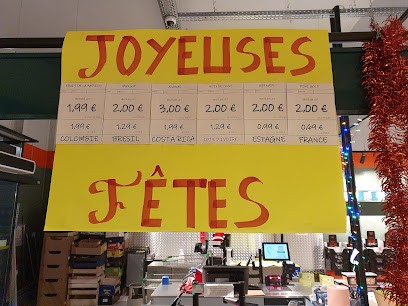 JOYEUSES
1,99 € 2,00 € 3,00 € 2,00 € 2,00 € 2,00 €
1,99 € 1,29 € 1,99 € 1,29 € 0,99 € 0,69 €
COLOMBIE BRESIL COSTA RICA ESPAGNE FRANCE
FÊTES